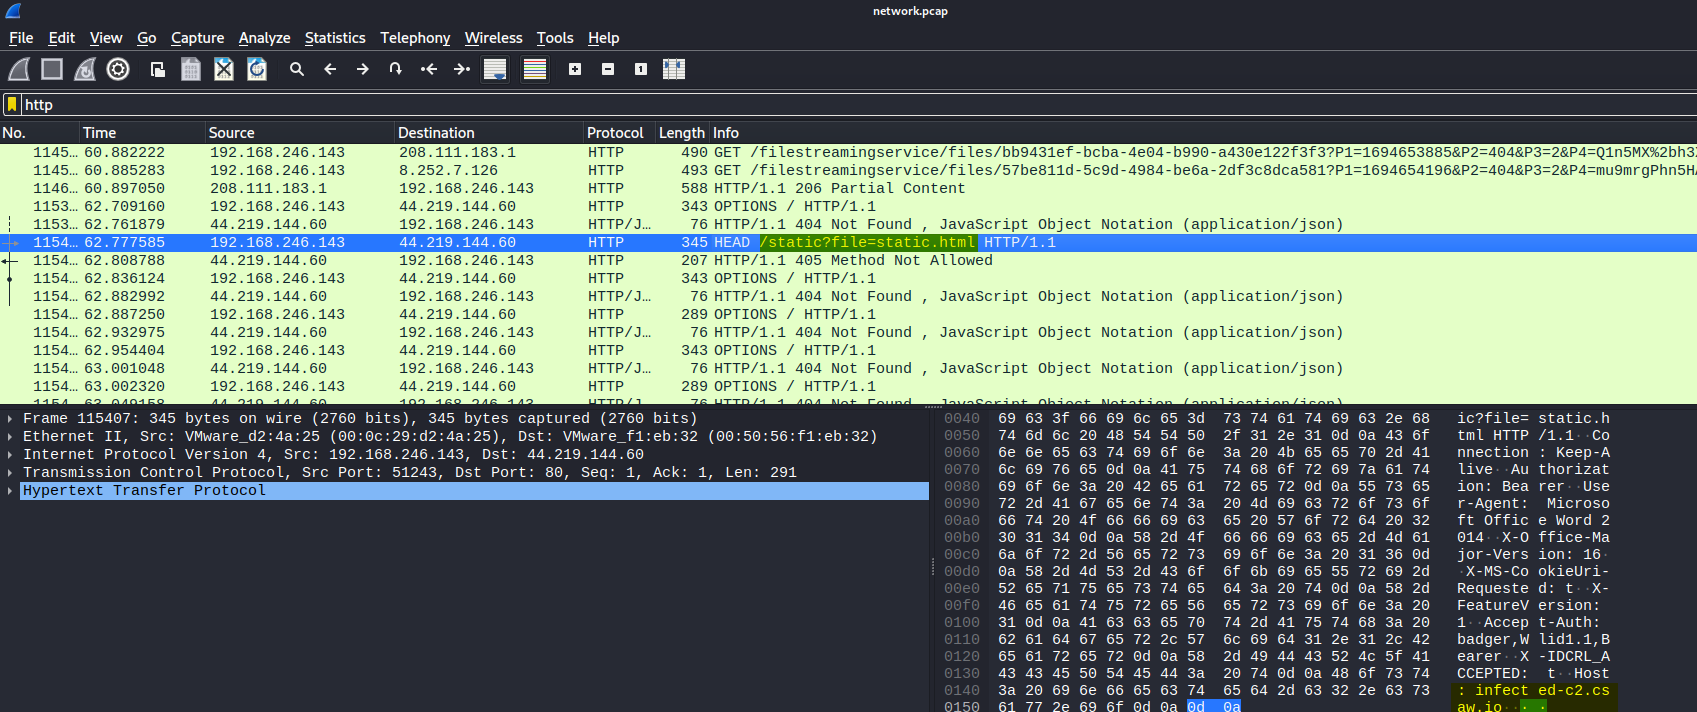 network.pcap
File Edit View Go Capture Analyze Statistics Telephony Wireless Tools Help
http
No. Time Source Destination Protocol Length Info
1145… 60.882222 192.168.246.143 208.111.183.1 HTTP 490 GET /filestreamingservice/files/bb9431ef-bcba-4e04-b990-a430e122f3f3?P1=1694653885&P2=404&P3=2&P4=Q1n5MX%2bh3
1145… 60.885283 192.168.246.143 8.252.7.126 HTTP 493 GET /filestreamingservice/files/57be811d-5c9d-4984-be6a-2df3c8dca581?P1=1694654196&P2=404&P3=2&P4=mu9mrgPhn5H
1146… 60.897050 208.111.183.1 192.168.246.143 HTTP 588 HTTP/1.1 206 Partial Content
1153… 62.709160 192.168.246.143 44.219.144.60 HTTP 343 OPTIONS / HTTP/1.1
1153… 62.761879 44.219.144.60 192.168.246.143 HTTP/J… 76 HTTP/1.1 404 Not Found , JavaScript Object Notation (application/json)
1154… 62.777585 192.168.246.143 44.219.144.60 HTTP 345 HEAD /static?file=static.html HTTP/1.1
1154… 62.808788 44.219.144.60 192.168.246.143 HTTP 207 HTTP/1.1 405 Method Not Allowed
1154… 62.836124 192.168.246.143 44.219.144.60 HTTP 343 OPTIONS / HTTP/1.1
1154… 62.882992 44.219.144.60 192.168.246.143 HTTP/J… 76 HTTP/1.1 404 Not Found , JavaScript Object Notation (application/json)
1154… 62.887250 192.168.246.143 44.219.144.60 HTTP 289 OPTIONS / HTTP/1.1
1154… 62.932975 44.219.144.60 192.168.246.143 HTTP/J… 76 HTTP/1.1 404 Not Found , JavaScript Object Notation (application/json)
1154… 62.954404 192.168.246.143 44.219.144.60 HTTP 343 OPTIONS / HTTP/1.1
1154… 63.001048 44.219.144.60 192.168.246.143 HTTP/J… 76 HTTP/1.1 404 Not Found , JavaScript Object Notation (application/json)
1154… 63.002320 192.168.246.143 44.219.144.60 HTTP 289 OPTIONS / HTTP/1.1
1154… 63.049158 44.219.144.60 192.168.246.143 HTTP/J… 76 HTTP/1.1 404 Not Found , JavaScript Object Notation (application/json)
Frame 115407: 345 bytes on wire (2760 bits), 345 bytes captured (2760 bits)
Ethernet II, Src: VMware_d2:4a:25 (00:0c:29:d2:4a:25), Dst: VMware_f1:eb:32 (00:50:56:f1:eb:32)
Internet Protocol Version 4, Src: 192.168.246.143, Dst: 44.219.144.60
Transmission Control Protocol, Src Port: 51243, Dst Port: 80, Seq: 1, Ack: 1, Len: 291
Hypertext Transfer Protocol
0040 69 63 3f 66 69 6c 65 3d 73 74 61 74 69 63 2e 68 ic?file= static.h
0050 74 6d 6c 20 48 54 54 50 2f 31 2e 31 0d 0a 43 6f tml HTTP /1.1··Co
0060 6e 6e 65 63 74 69 6f 6e 3a 20 4b 65 65 70 2d 41 nnection : Keep-A
0070 6c 69 76 65 0d 0a 41 75 74 68 6f 72 69 7a 61 74 live··Au thorizat
0080 69 6f 6e 3a 20 42 65 61 72 65 72 0d 0a 55 73 65 ion: Bea rer··Use
0090 72 2d 41 67 65 6e 74 3a 20 4d 69 63 72 6f 73 6f r-Agent: Microso
00a0 66 74 20 4f 66 66 69 63 65 20 57 6f 72 64 20 32 ft Offic e Word 2
00b0 30 31 34 0d 0a 58 2d 4f 66 66 69 63 65 2d 4d 61 014··X-O ffice-Ma
00c0 6a 6f 72 2d 56 65 72 73 69 6f 6e 3a 20 31 36 0d jor-Vers ion: 16·
00d0 0a 58 2d 4d 53 2d 43 6f 6f 6b 69 65 55 72 69 2d ·X-MS-Co okieUri-
00e0 52 65 71 75 65 73 74 65 64 3a 20 74 0d 0a 58 2d Requeste d: t··X-
00f0 46 65 61 74 75 72 65 56 65 72 73 69 6f 6e 3a 20 FeatureV ersion:
0100 31 0d 0a 41 63 63 65 70 74 2d 41 75 74 68 3a 20 1··Accep t-Auth:
0110 62 61 64 67 65 72 2c 57 6c 69 64 31 2e 31 2c 42 badger,W lid1.1,B
0120 65 61 72 65 72 0d 0a 58 2d 49 44 43 52 4c 5f 41 earer··X -IDCRL_A
0130 43 43 45 50 54 45 44 3a 20 74 0d 0a 48 6f 73 74 CCEPTED: t··Host
0140 3a 20 69 6e 66 65 63 74 65 64 2d 63 32 2e 63 73 : infect ed-c2.cs
0150 61 77 2e 69 6f 0d 0a 0d 0a aw.io··· ·